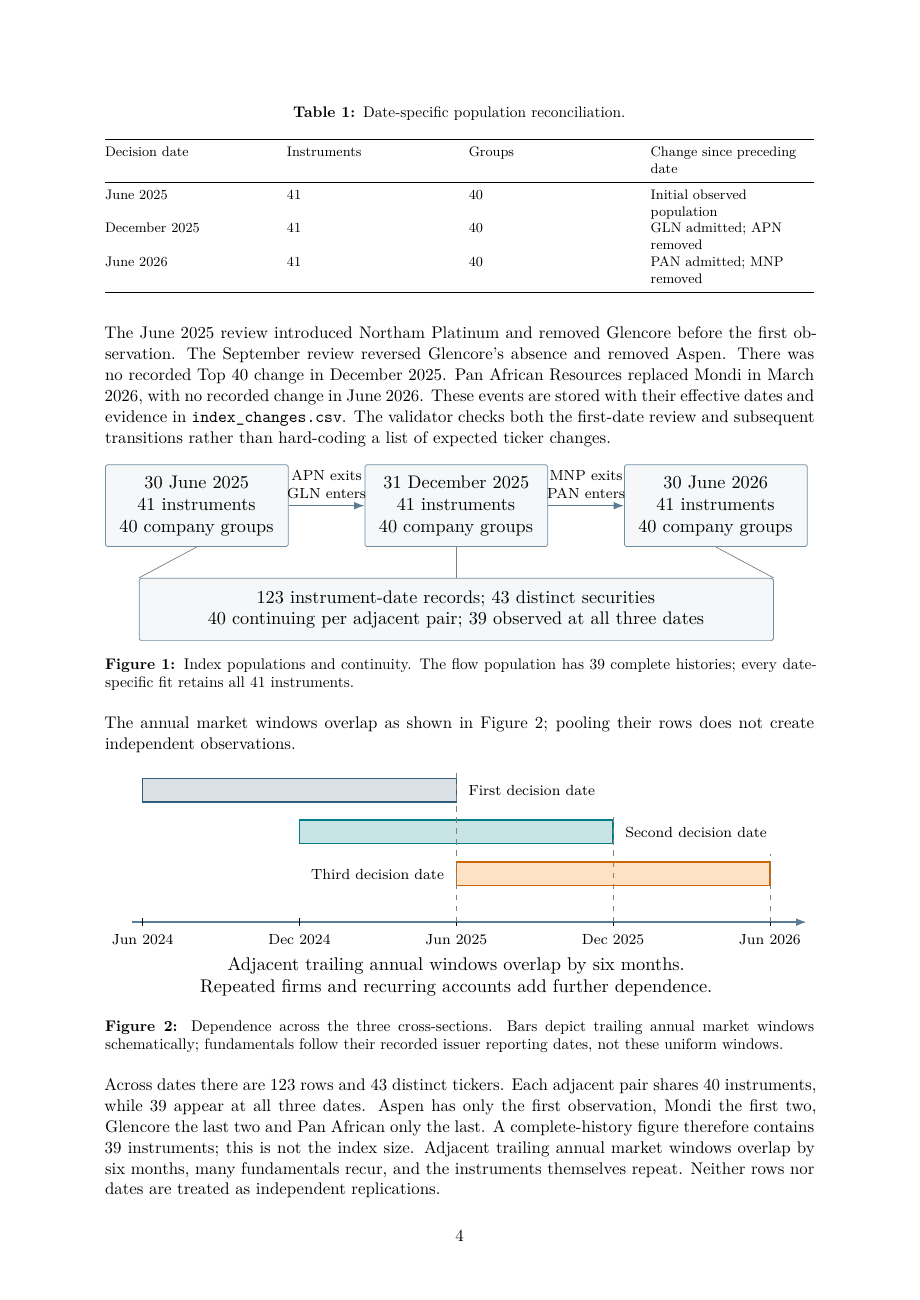 Table 1: Date-specific population reconciliation.
Decision date Instruments Groups Change since preceding
date
June 2025 41 40 Initial observed
population
December 2025 41 40 GLN admitted; APN
removed
June 2026 41 40 PAN admitted; MNP
removed
The June 2025 review introduced Northam Platinum and removed Glencore before the first ob-
servation. The September review reversed Glencore's absence and removed Aspen. There was
no recorded Top 40 change in December 2025. Pan African Resources replaced Mondi in March
2026, with no recorded change in June 2026. These events are stored with their effective dates and
evidence in index_changes.csv. The validator checks both the first-date review and subsequent
transitions rather than hard-coding a list of expected ticker changes.
30 June 2025
41 instruments
40 company groups
APN exits
GLN enters
31 December 2025
41 instruments
40 company groups
MNP exits
PAN enters
30 June 2026
41 instruments
40 company groups
123 instrument-date records; 43 distinct securities
40 continuing per adjacent pair; 39 observed at all three dates
Figure 1: Index populations and continuity. The flow population has 39 complete histories; every date-
specific fit retains all 41 instruments.
The annual market windows overlap as shown in Figure 2; pooling their rows does not create
independent observations.
First decision date
Second decision date
Third decision date
Jun 2024 Dec 2024 Jun 2025 Dec 2025 Jun 2026
Adjacent trailing annual windows overlap by six months.
Repeated firms and recurring accounts add further dependence.
Figure 2: Dependence across the three cross-sections. Bars depict trailing annual market windows
schematically; fundamentals follow their recorded issuer reporting dates, not these uniform windows.
Across dates there are 123 rows and 43 distinct tickers. Each adjacent pair shares 40 instruments,
while 39 appear at all three dates. Aspen has only the first observation, Mondi the first two,
Glencore the last two and Pan African only the last. A complete-history figure therefore contains
39 instruments; this is not the index size. Adjacent trailing annual market windows overlap by
six months, many fundamentals recur, and the instruments themselves repeat. Neither rows nor
dates are treated as independent replications.
4